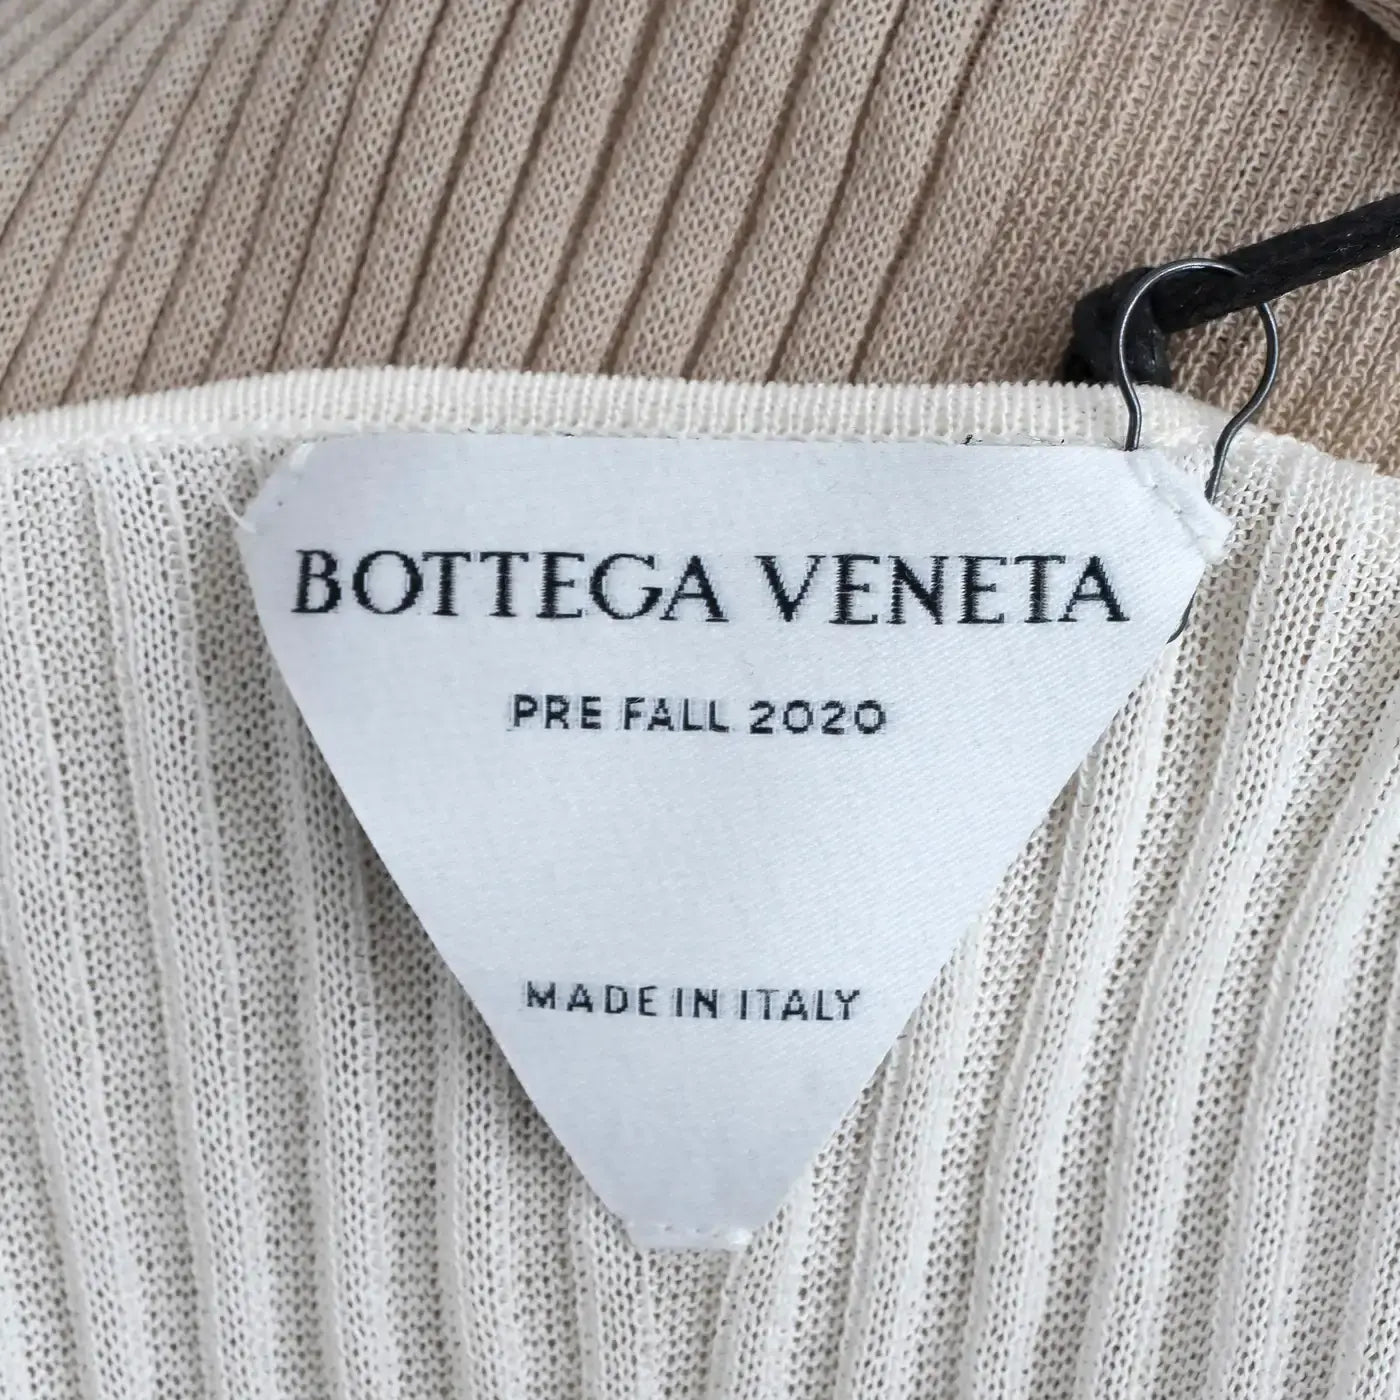 BOTTEGA VENETA
PRE FALL 2020
MADE IN ITALY